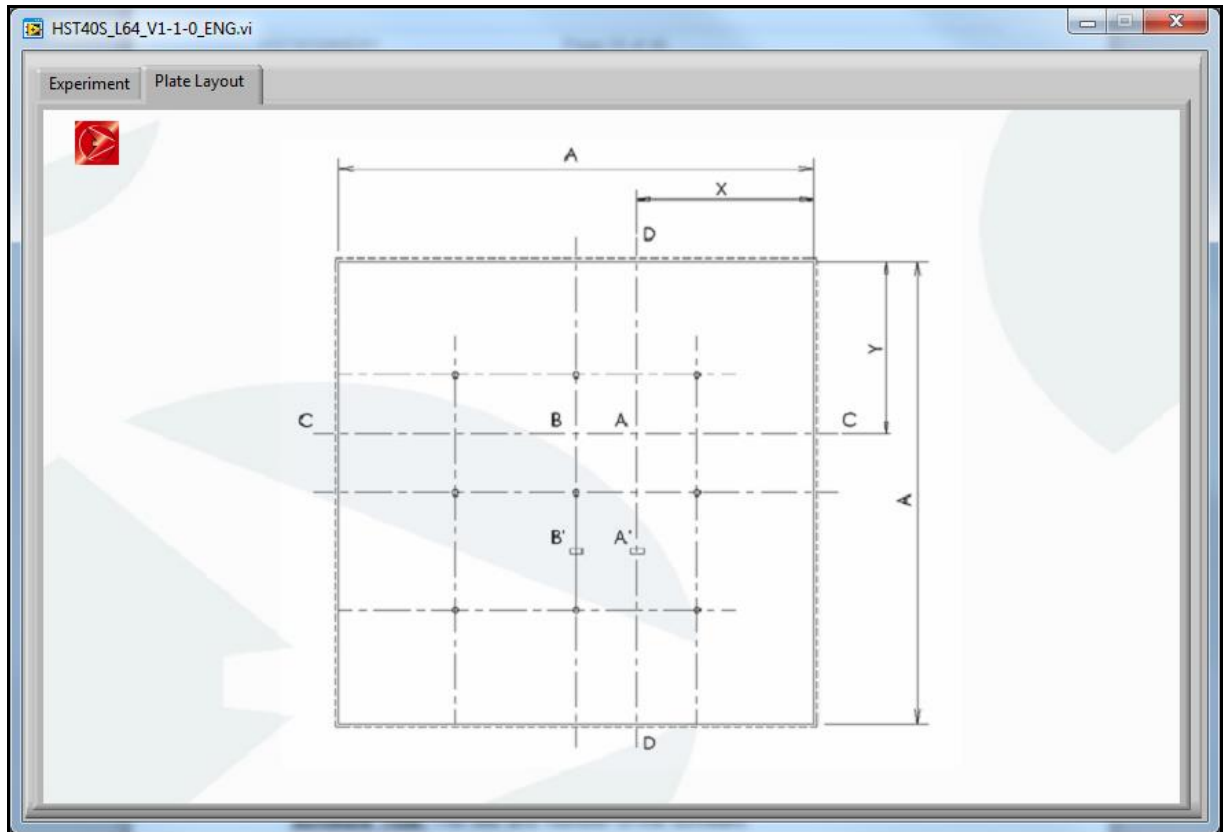 HST40S_L64_V1-1-0_ENG.vi
Experiment Plate Layout
A
X
D
Y
C B A C
A
B' A'
D